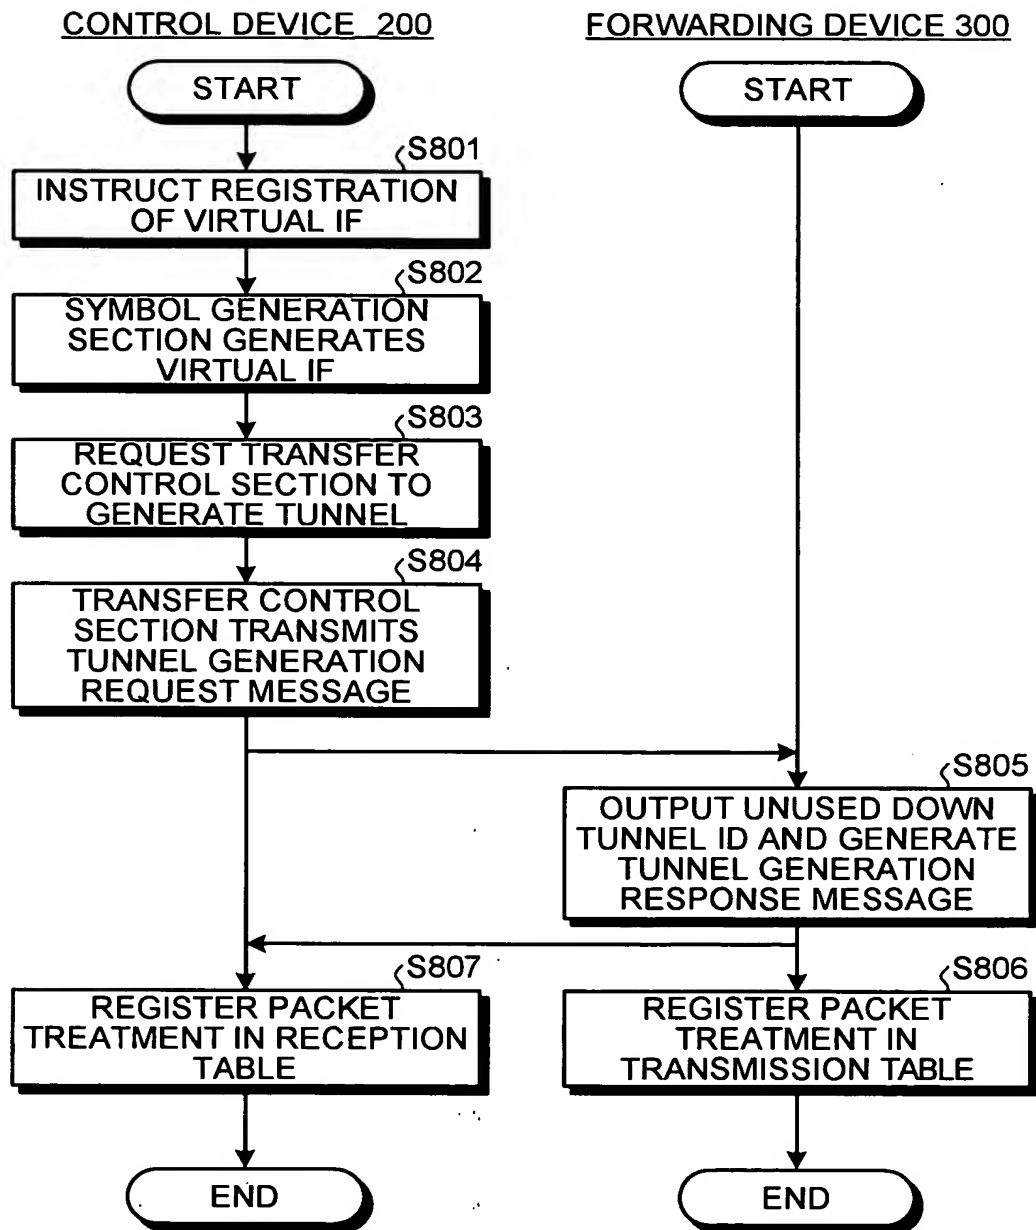 CONTROL DEVICE 200
FORWARDING DEVICE 300
START
START
S801
INSTRUCT REGISTRATION
OF VIRTUAL IF
S802
SYMBOL GENERATION
SECTION GENERATES
VIRTUAL IF
S803
REQUEST TRANSFER
CONTROL SECTION TO
GENERATE TUNNEL
S804
TRANSFER CONTROL
SECTION TRANSMITS
TUNNEL GENERATION
REQUEST MESSAGE
S805
OUTPUT UNUSED DOWN
TUNNEL ID AND GENERATE
TUNNEL GENERATION
RESPONSE MESSAGE
S807
REGISTER PACKET
TREATMENT IN RECEPTION
TABLE
S806
REGISTER PACKET
TREATMENT IN
TRANSMISSION TABLE
END
END